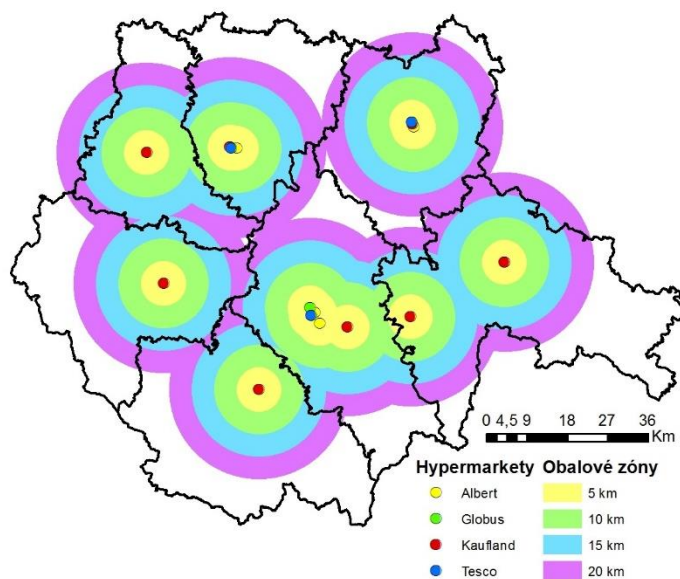 0 4,5 9 18 27 36
Km
Hypermarkety Obalové zóny
Albert 5 km
Globus 10 km
Kaufland 15 km
Tesco 20 km